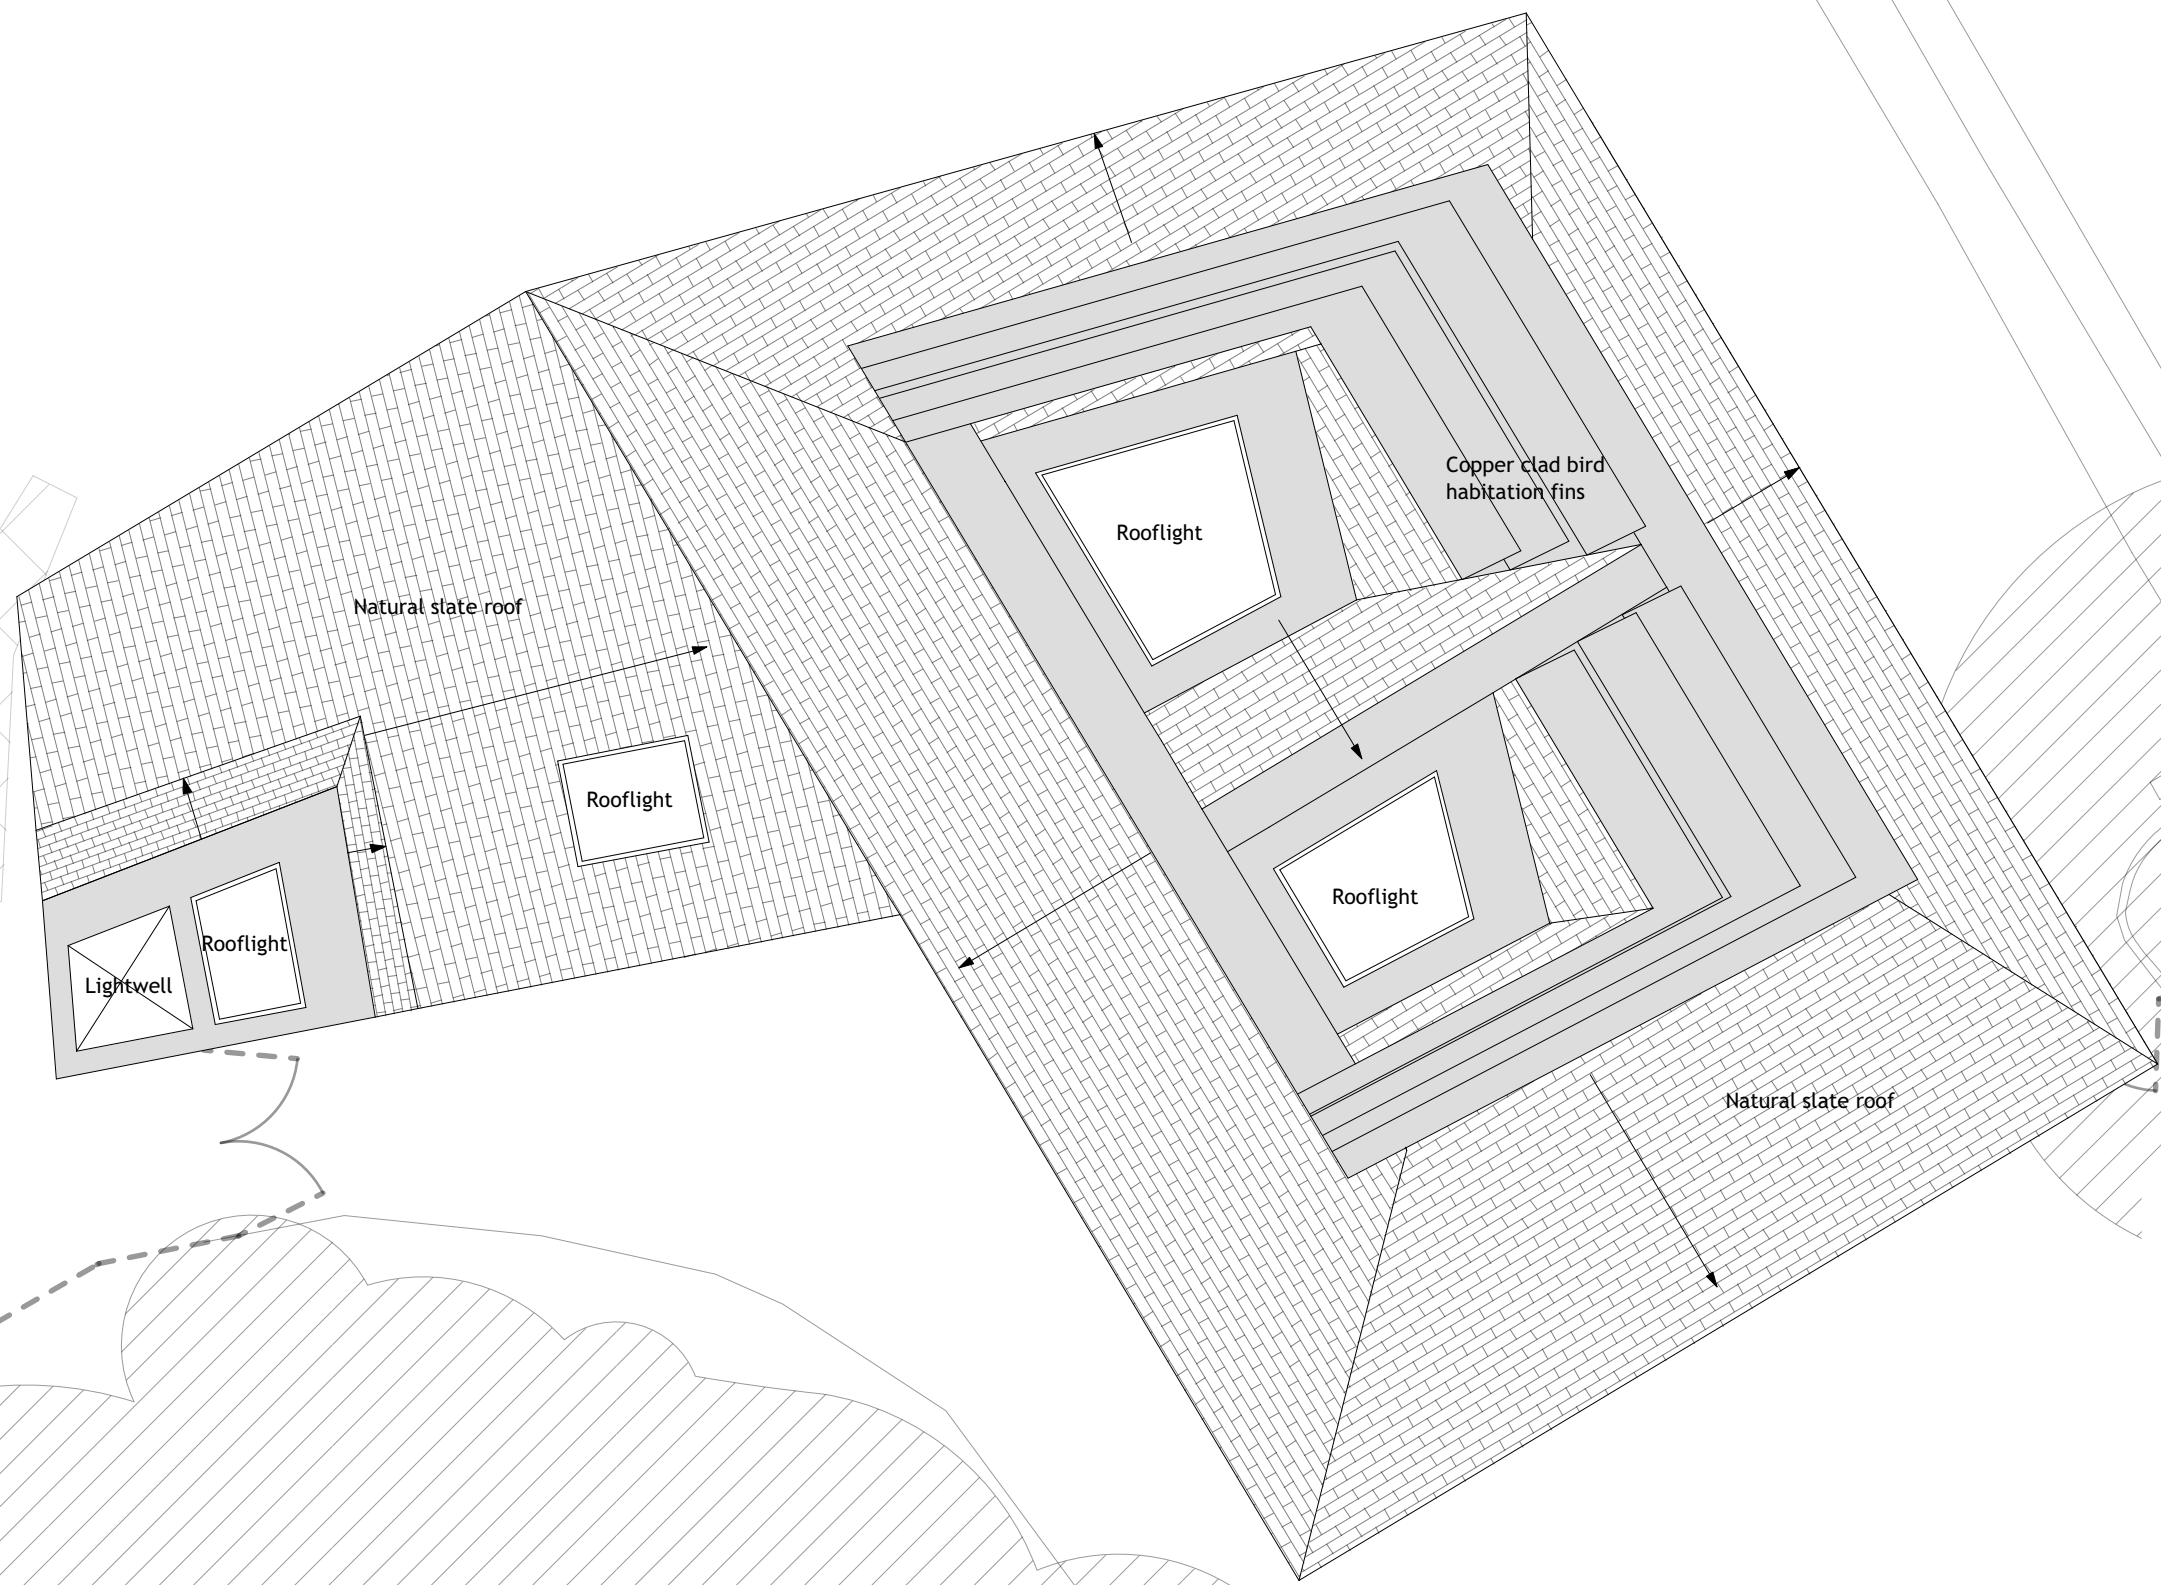 Copper clad bird
habitation fins
Rooflight
Natural slate roof
Rooflight
Rooflight
Rooflight
Lightwell
Natural slate roof